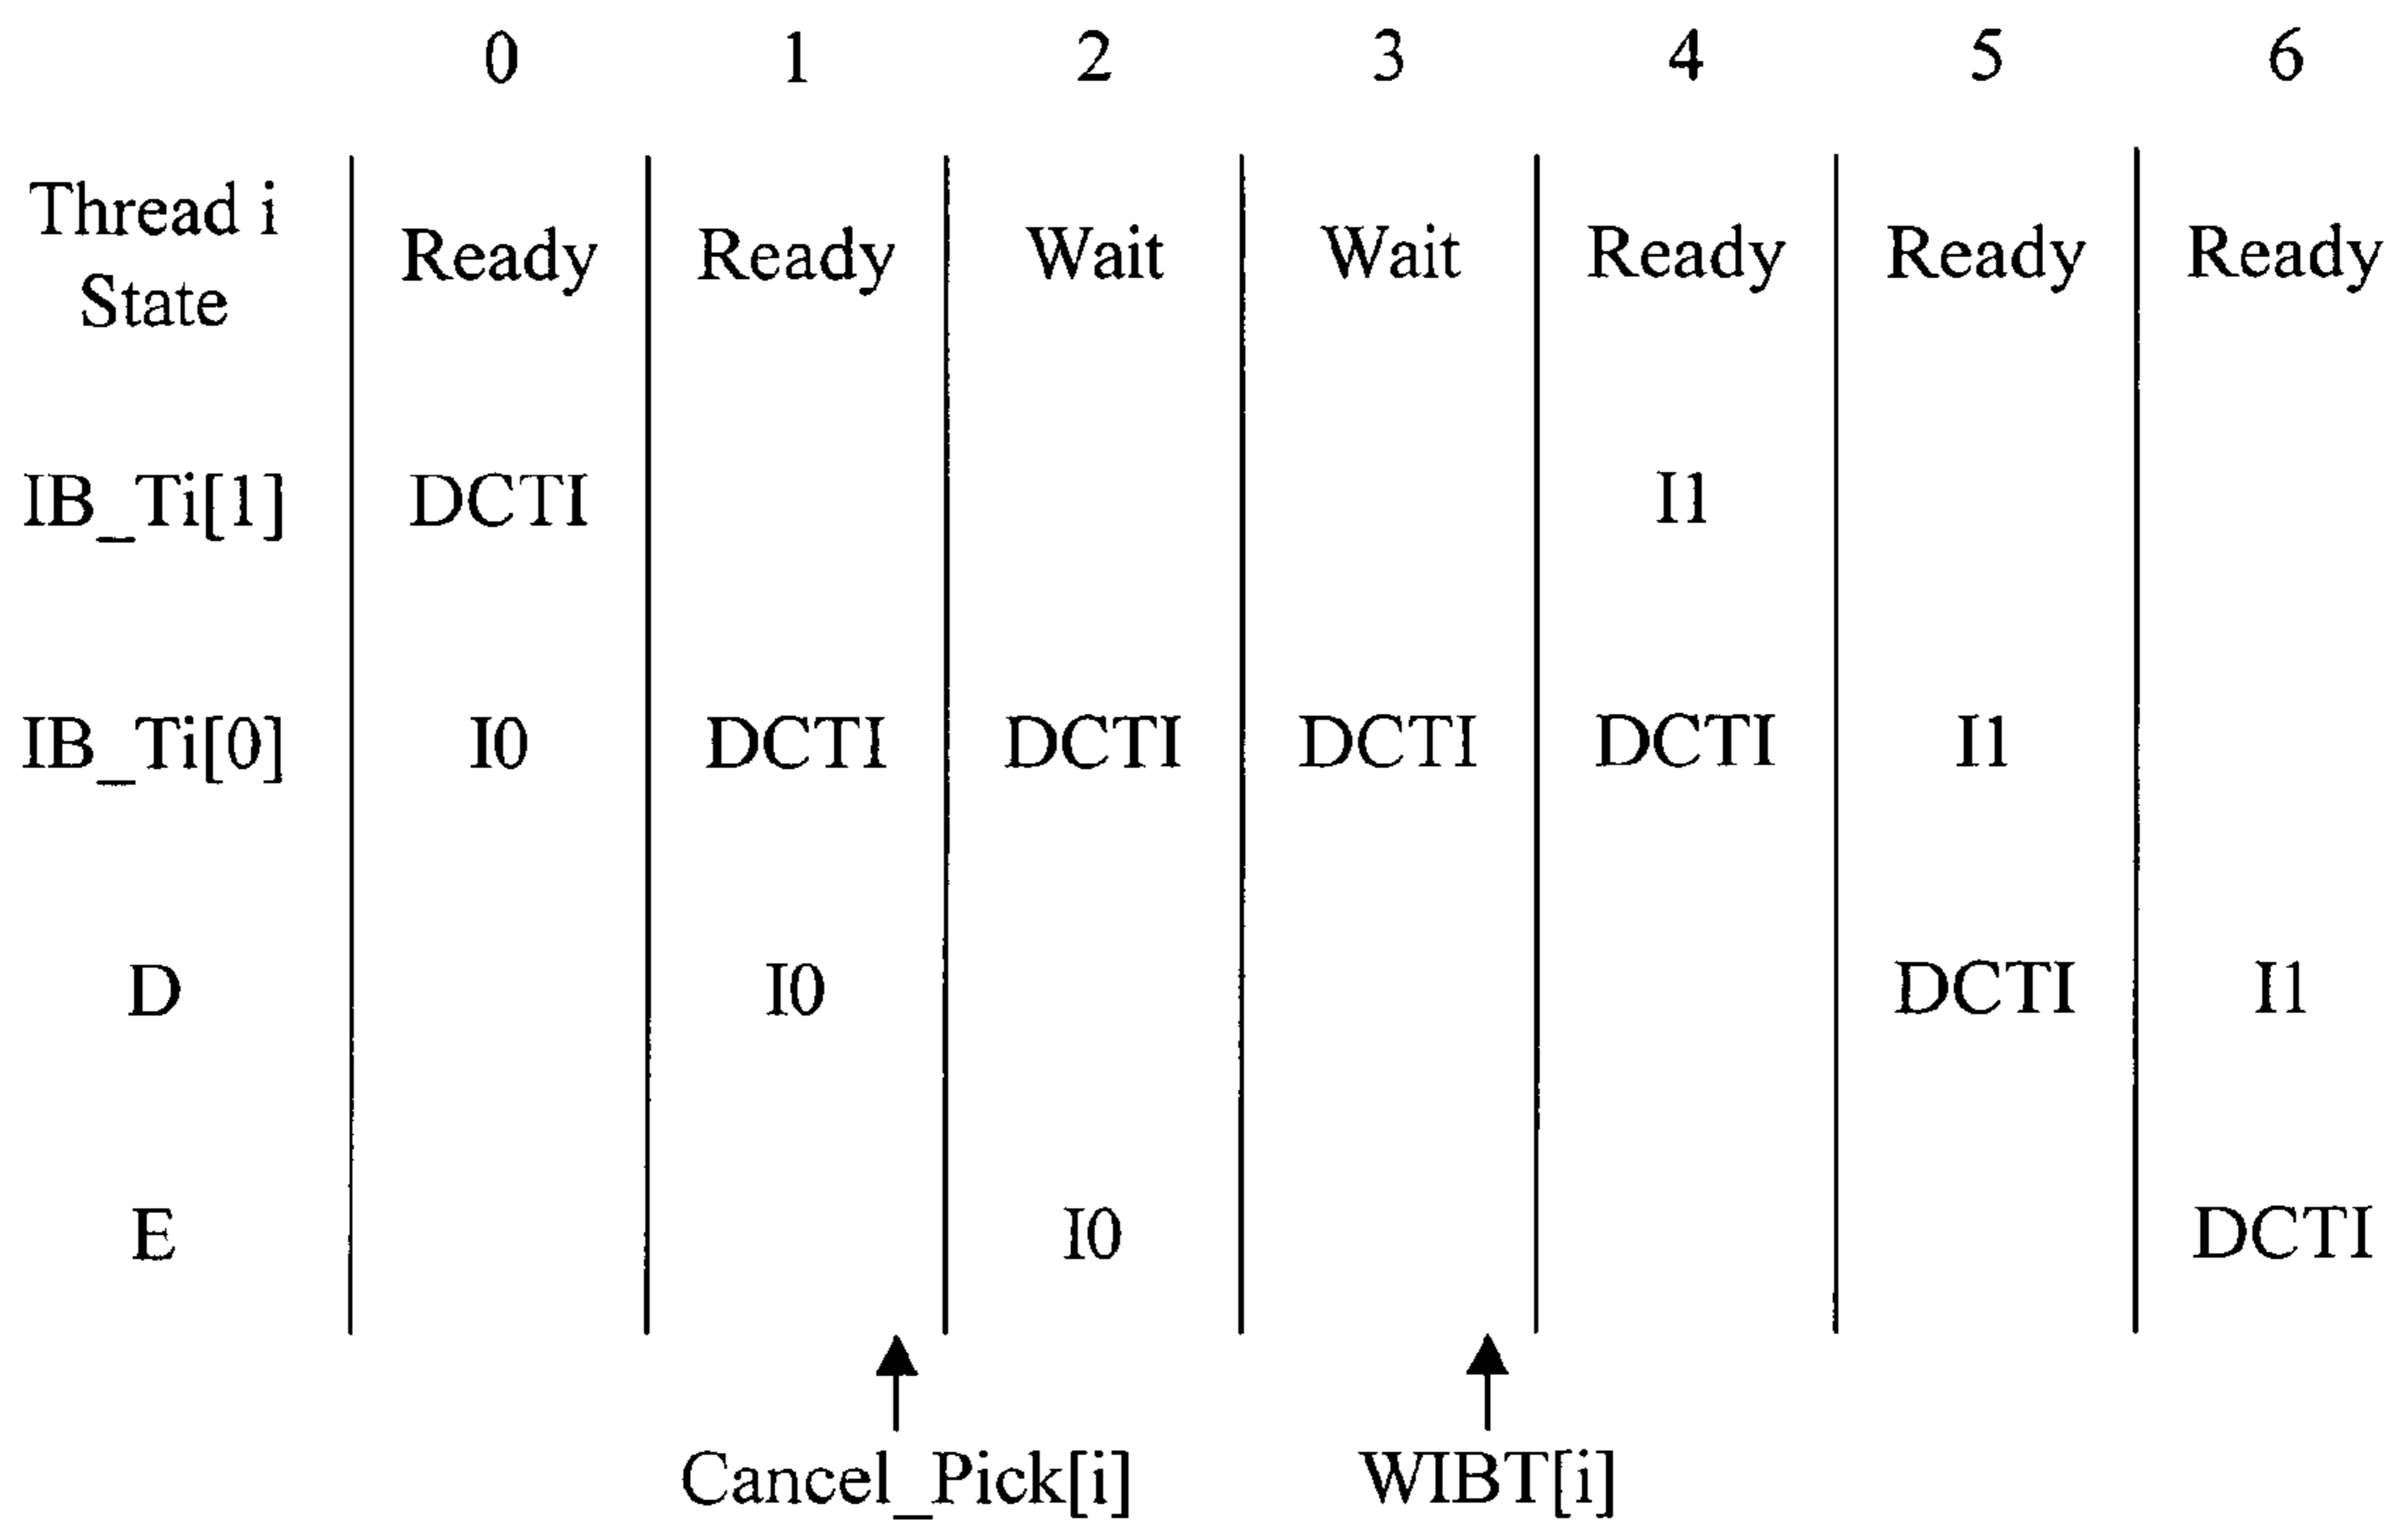 0 1 2 3 4 5 6
Thread i
State
Ready Ready Wait Wait Ready Ready Ready
IB_Ti[1] DCTI I1
IB_Ti[0] I0 DCTI DCTI DCTI DCTI I1
D I0 DCTI I1
E I0 DCTI
Cancel_Pick[i] WIBT[i]